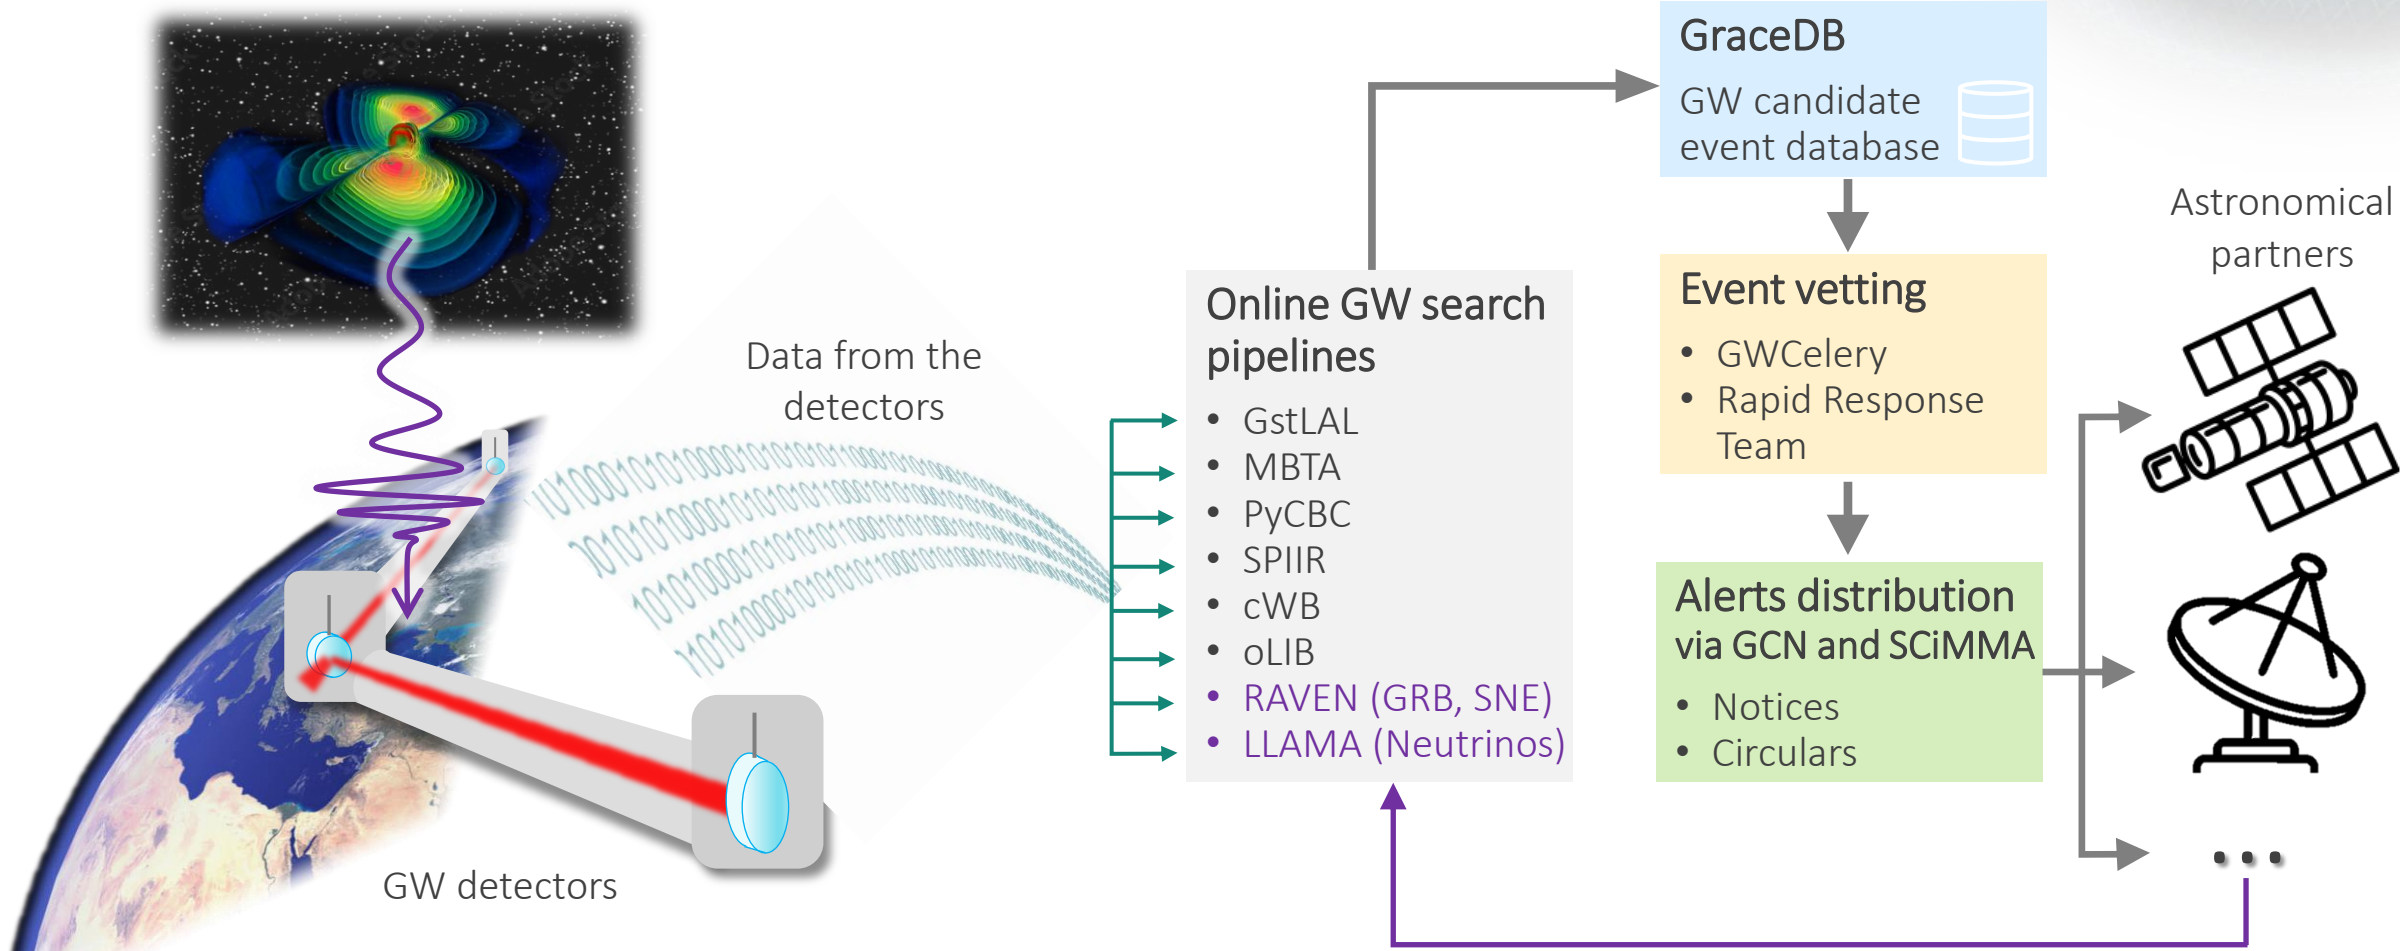 Data from the
detectors
GW detectors
Online GW search
pipelines
• GstLAL
• MBTA
• PyCBC
• SPIIR
• cWB
• oLIB
• RAVEN (GRB, SNE)
• LLAMA (Neutrinos)
GraceDB
GW candidate
event database
Event vetting
• GWCelery
• Rapid Response
Team
Alerts distribution
via GCN and SCiMMA
• Notices
• Circulars
Astronomical
partners
...